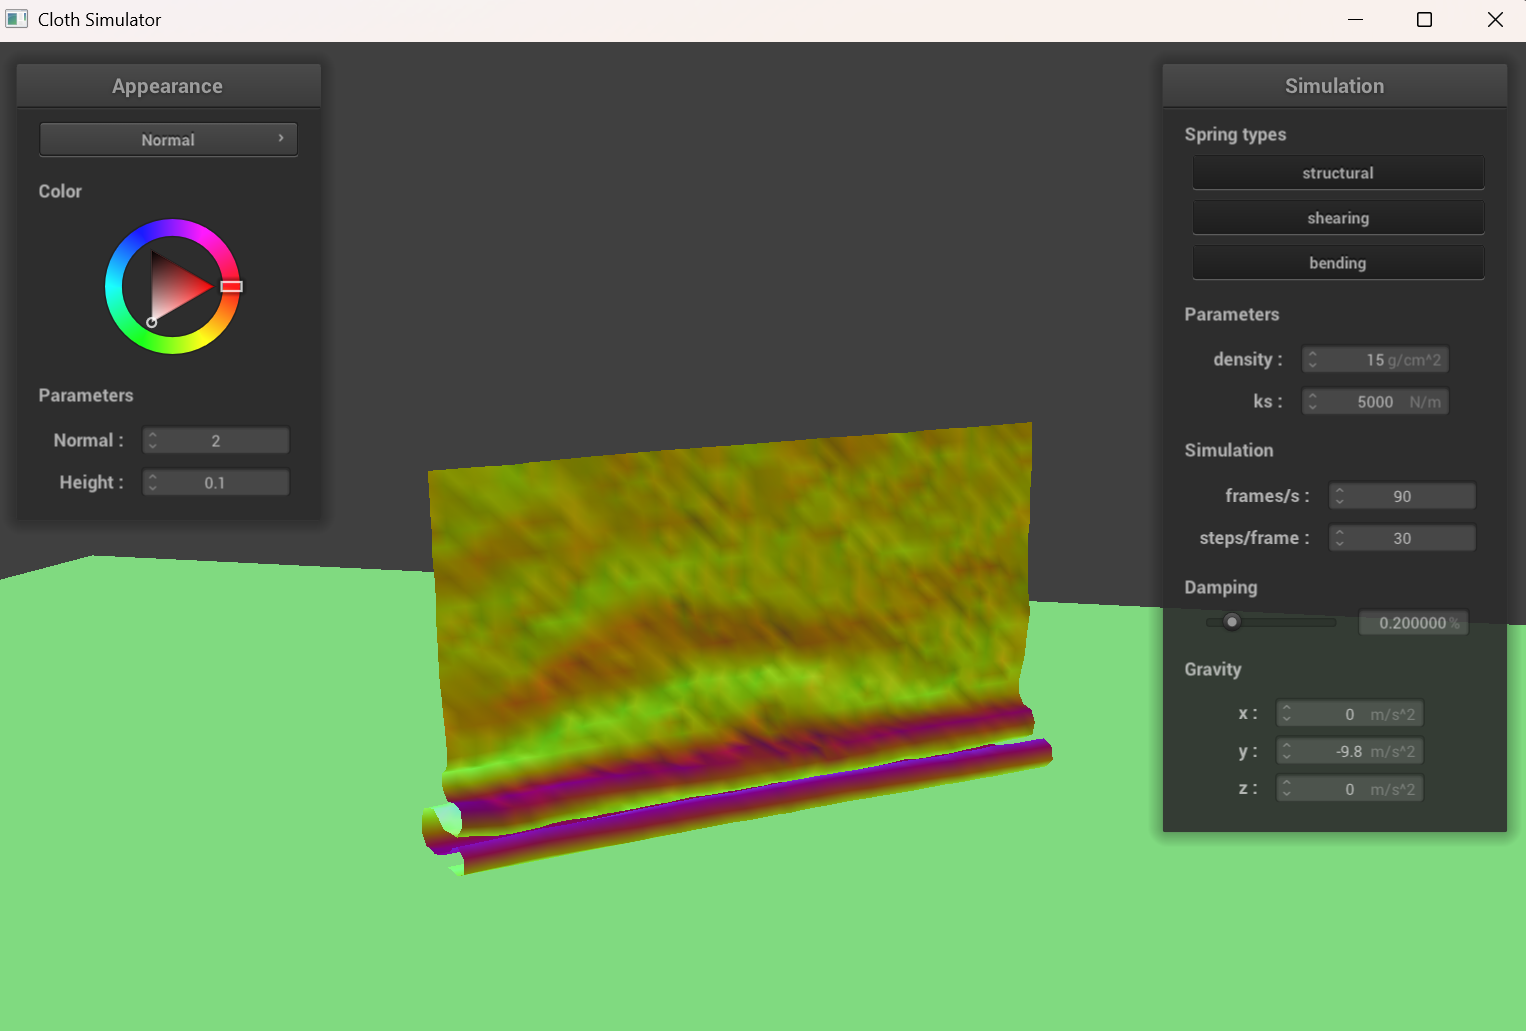 Cloth Simulator
Appearance
Normal
Color
Parameters
Normal : 2
Height : 0.1
Simulation
Spring types
structural
shearing
bending
Parameters
density : 15 g/cm^2
ks : 5000 N/m
Simulation
frames/s : 90
steps/frame : 30
Damping
0.200000 %
Gravity
x : 0 m/s^2
y : -9.8 m/s^2
z : 0 m/s^2